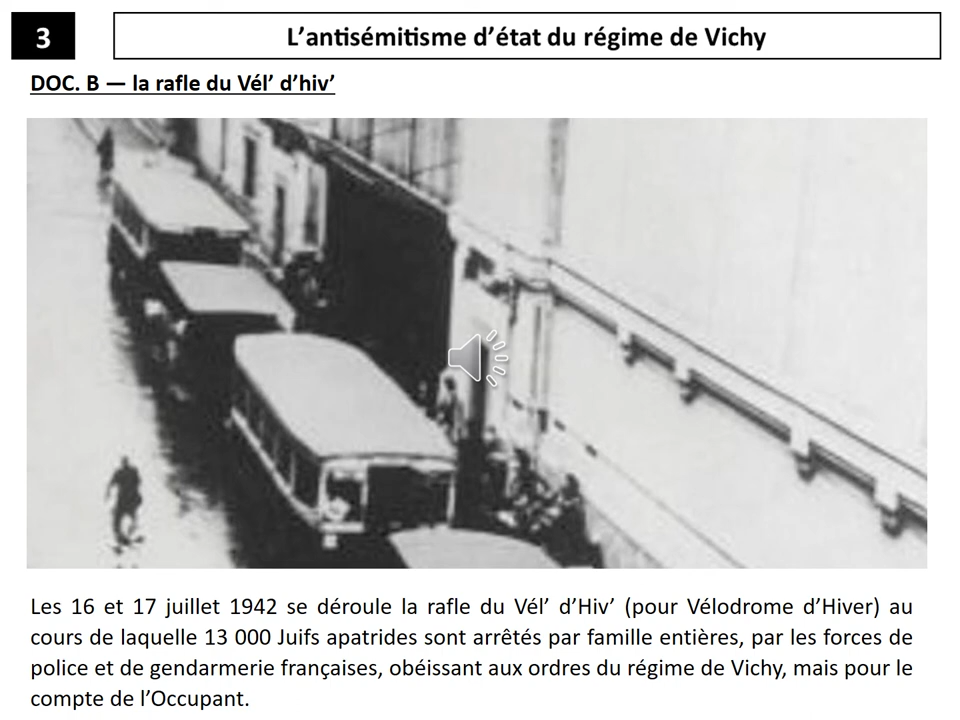 3
L’antisémitisme d’état du régime de Vichy
DOC. B — la rafle du Vél’ d’hiv’
Les 16 et 17 juillet 1942 se déroule la rafle du Vél’ d’Hiv’ (pour Vélodrome d’Hiver) au
cours de laquelle 13 000 Juifs apatrides sont arrêtés par famille entières, par les forces de
police et de gendarmerie françaises, obéissant aux ordres du régime de Vichy, mais pour le
compte de l’Occupant.